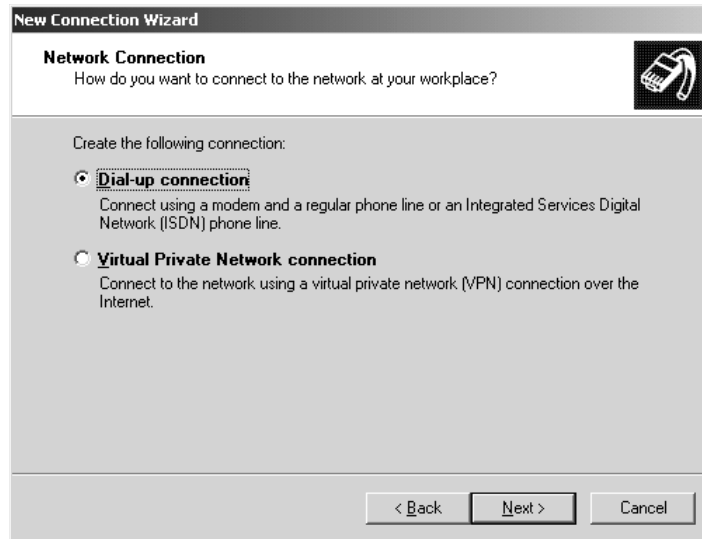 New Connection Wizard
Network Connection
How do you want to connect to the network at your workplace?
Create the following connection:
Dial-up connection
Connect using a modem and a regular phone line or an Integrated Services Digital
Network (ISDN) phone line.
Virtual Private Network connection
Connect to the network using a virtual private network (VPN) connection over the
Internet.
< Back Next > Cancel